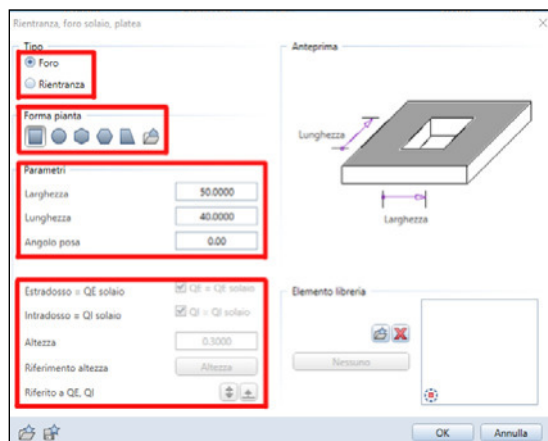 Rientranza, foro solaio, platea
Tipo
Foro
Rientranza
Forma pianta
Parametri
Larghezza 50.0000
Lunghezza 40.0000
Angolo posa 0.00
Estradosso = QE solaio QE = QE solaio
Intradosso = QI solaio QI = QI solaio
Altezza 0.3000
Riferimento altezza Altezza
Riferito a QE, QI
Anteprima
Lunghezza
Larghezza
Elemento libreria
Nessuno
OK Annulla